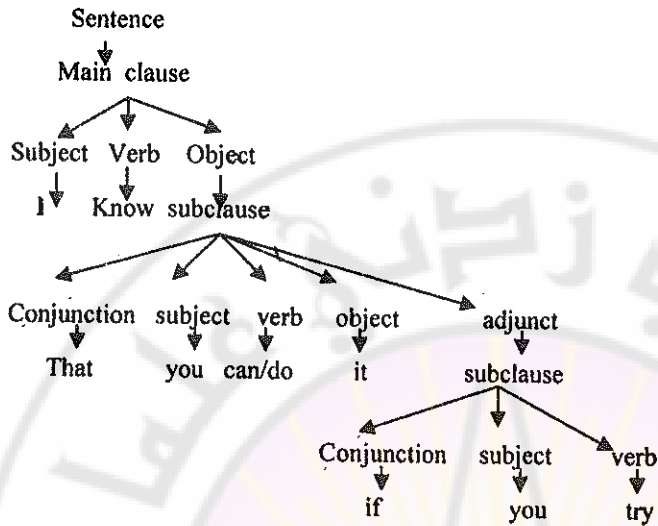 Sentence
Main clause
Subject Verb Object
I Know subclause
Conjunction subject verb object adjunct
That you can/do it subclause
Conjunction subject verb
if you try